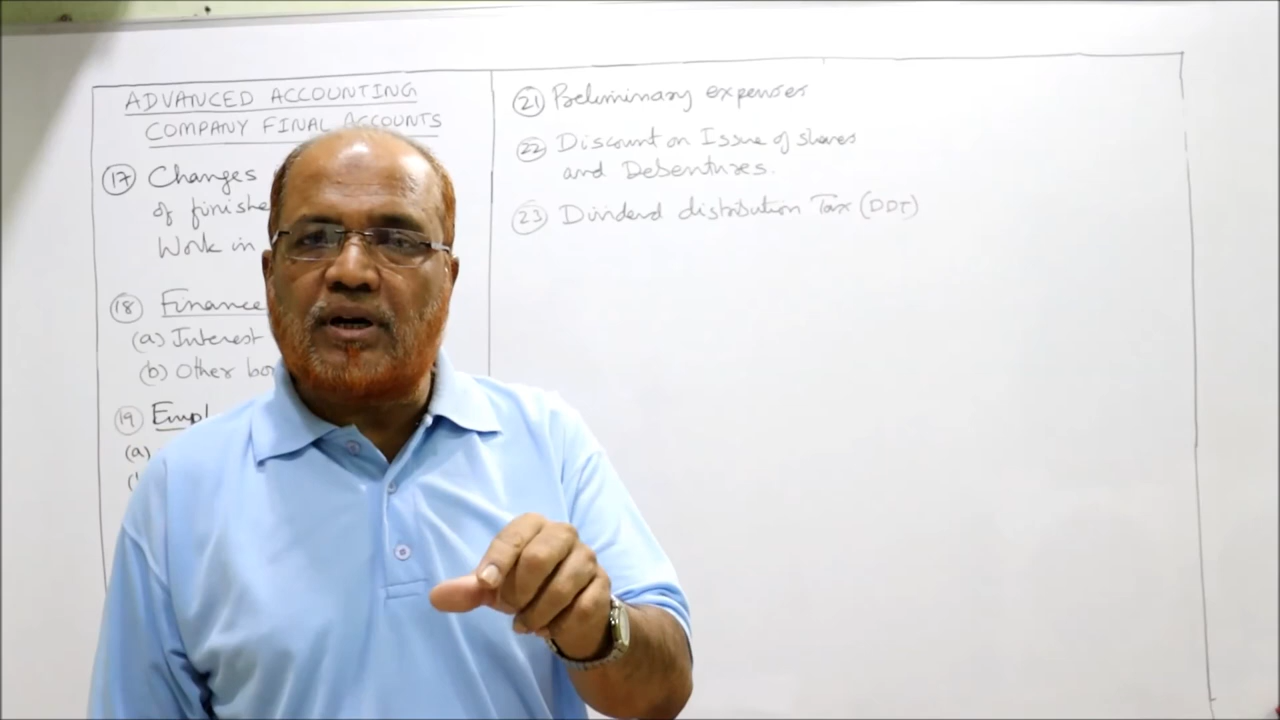 ADVANCED ACCOUNTING
COMPANY FINAL ACCOUNTS
(17) Changes
of finishe
Work in
(18) Finance
(a) Interest
(b) Other bor
(19) Empl
(a)
(21) Preliminary expenses
(22) Discount on Issue of shares
and Debentures.
(23) Dividend distribution Tax (DDT)